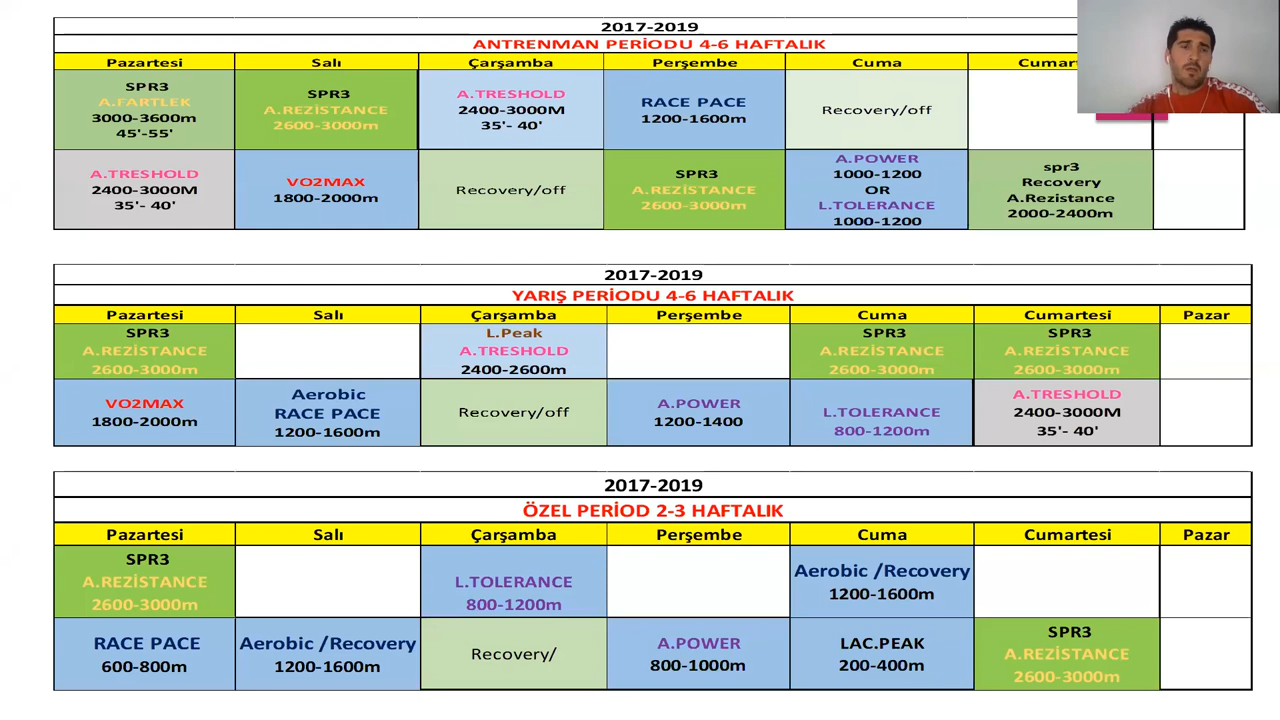 2017-2019
ANTRENMAN PERİODU 4-6 HAFTALIK
Pazartesi Salı Çarşamba Perşembe Cuma Cumart
SPR3
A.FARTLEK
3000-3600m
45'-55'
SPR3
A.REZİSTANCE
2600-3000m
A.TRESHOLD
2400-3000M
35'- 40'
RACE PACE
1200-1600m
Recovery/off
A.TRESHOLD
2400-3000M
35'- 40'
VO2MAX
1800-2000m
Recovery/off
SPR3
A.REZİSTANCE
2600-3000m
A.POWER
1000-1200
OR
L.TOLERANCE
1000-1200
spr3
Recovery
A.Rezistance
2000-2400m
2017-2019
YARIŞ PERİODU 4-6 HAFTALIK
Pazartesi Salı Çarşamba Perşembe Cuma Cumartesi Pazar
SPR3
A.REZİSTANCE
2600-3000m
L.Peak
A.TRESHOLD
2400-2600m
SPR3
A.REZİSTANCE
2600-3000m
SPR3
A.REZİSTANCE
2600-3000m
VO2MAX
1800-2000m
Aerobic
RACE PACE
1200-1600m
Recovery/off
A.POWER
1200-1400
L.TOLERANCE
800-1200m
A.TRESHOLD
2400-3000M
35'- 40'
2017-2019
ÖZEL PERİOD 2-3 HAFTALIK
Pazartesi Salı Çarşamba Perşembe Cuma Cumartesi Pazar
SPR3
A.REZİSTANCE
2600-3000m
L.TOLERANCE
800-1200m
Aerobic /Recovery
1200-1600m
RACE PACE
600-800m
Aerobic /Recovery
1200-1600m
Recovery/
A.POWER
800-1000m
LAC.PEAK
200-400m
SPR3
A.REZİSTANCE
2600-3000m